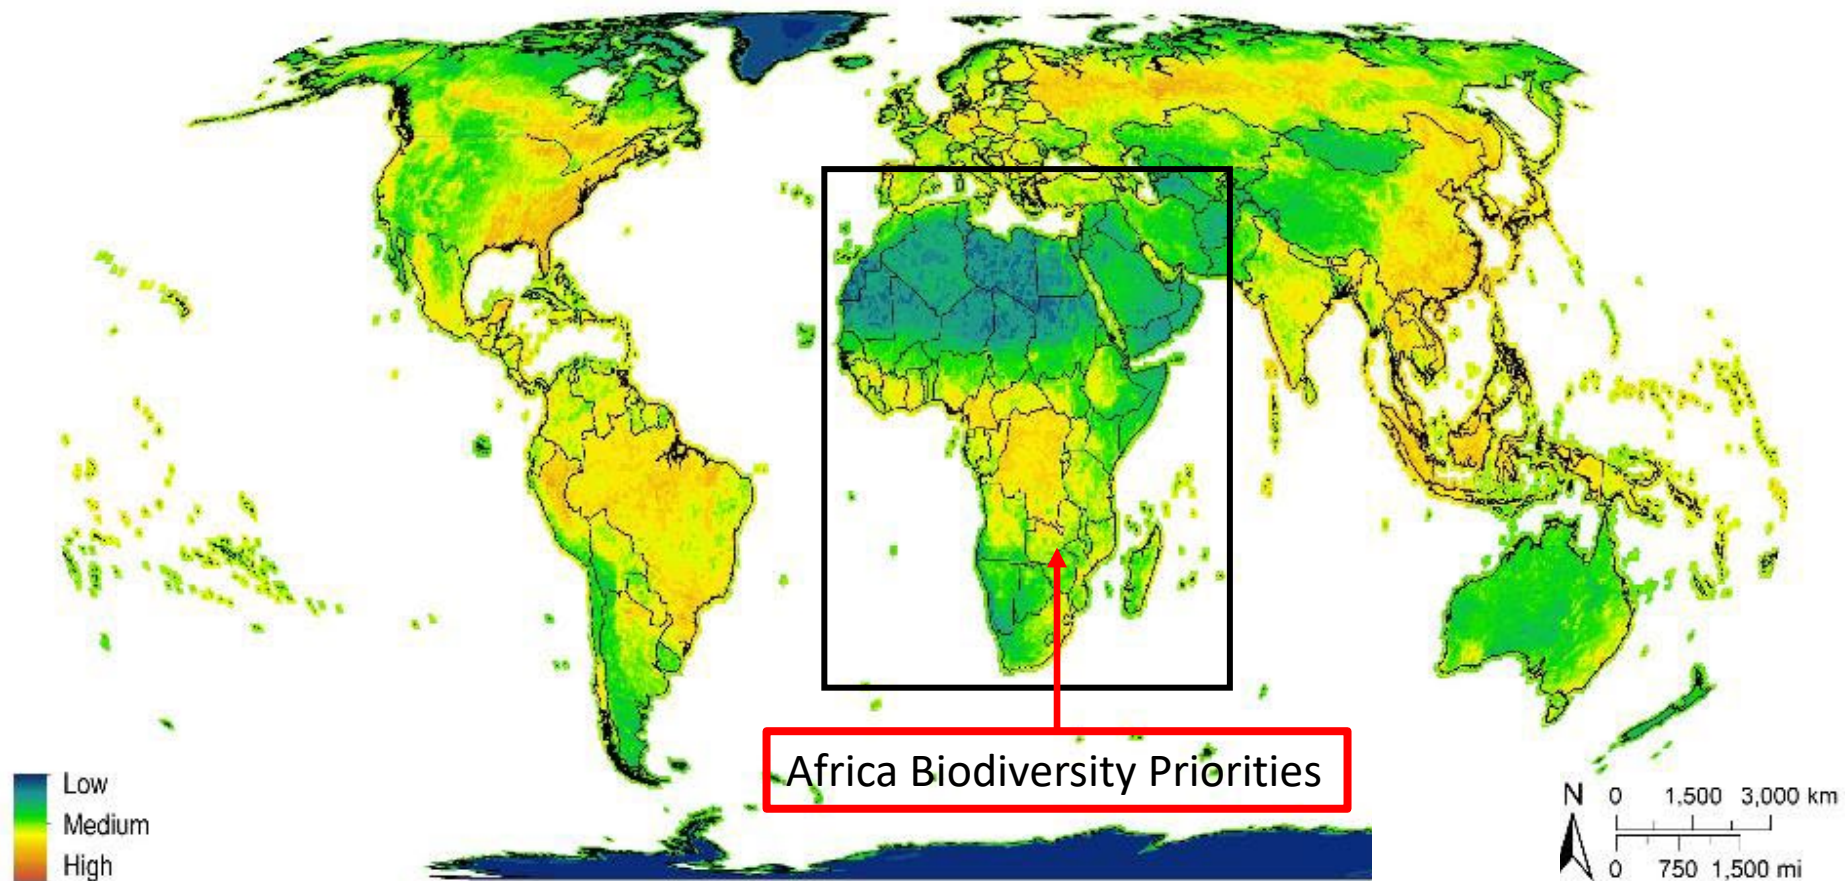 Africa Biodiversity Priorities
Low
Medium
High
N
0 1,500 3,000 km
0 750 1,500 mi